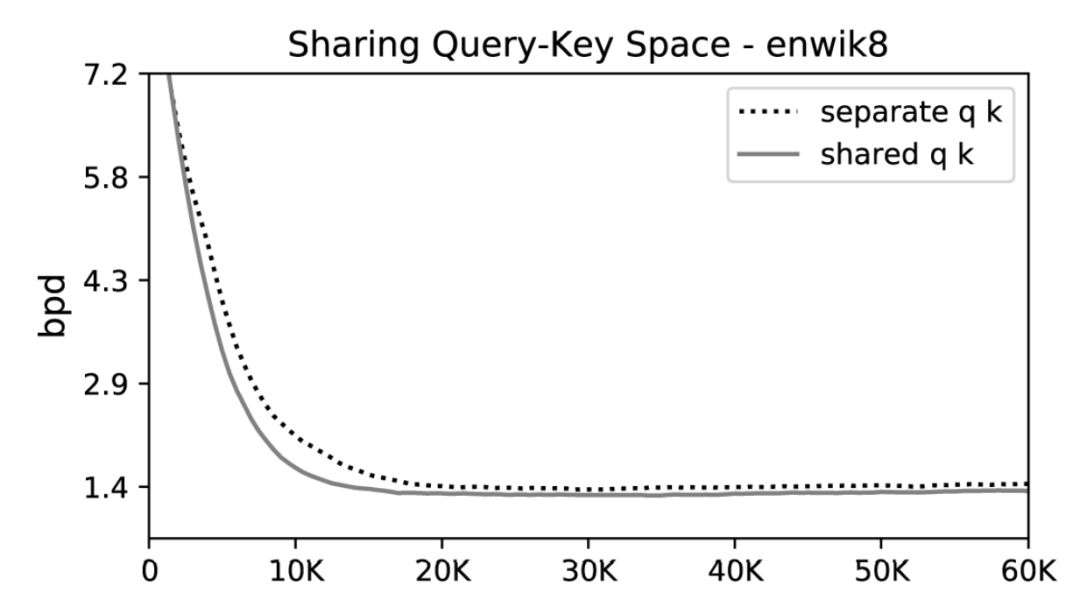 Sharing Query-Key Space - enwik8
7.2
5.8
4.3
2.9
1.4
bpd
separate q k
shared q k
0 10K 20K 30K 40K 50K 60K